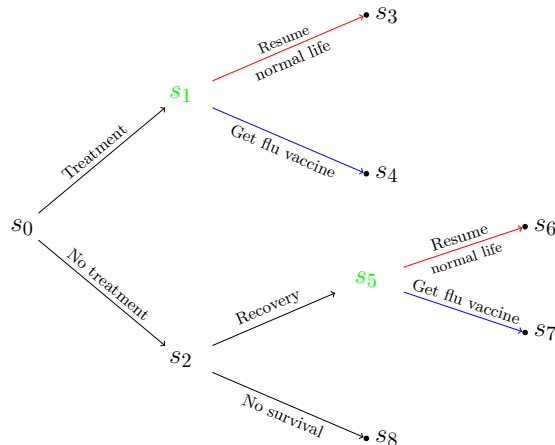 s3
Resume
normal life
s1
Treatment
Get flu vaccine
s4
s0
s6
Resume
normal life
No treatment
s5
Get flu vaccine
Recovery
s7
s2
No survival
s8